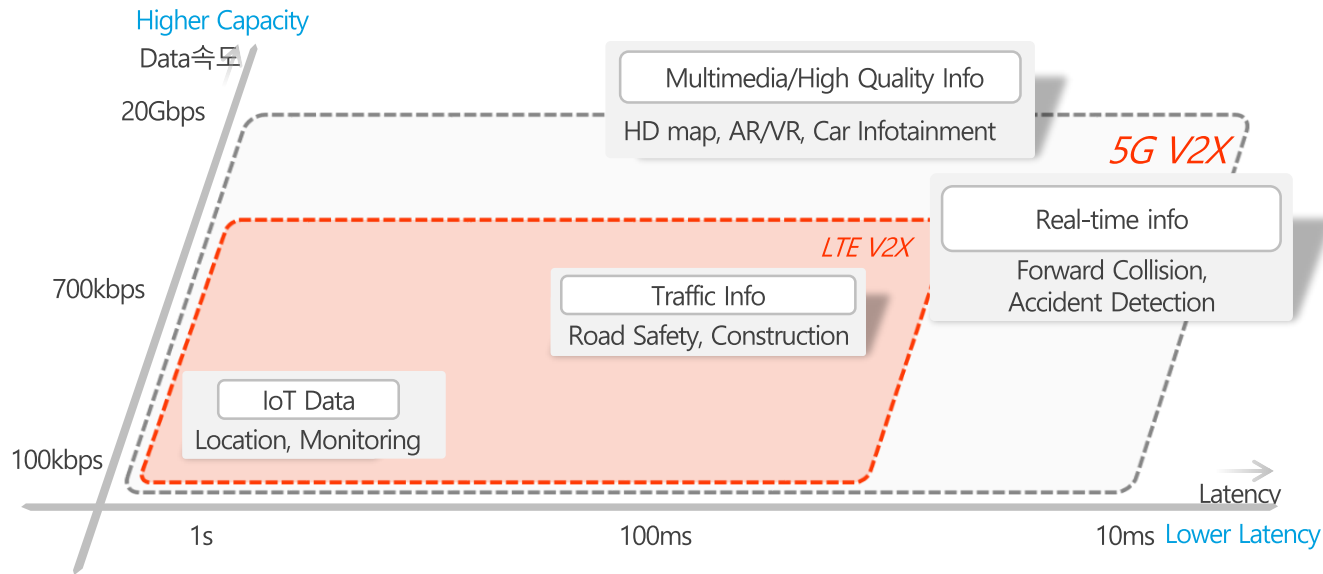 Higher Capacity
Data속도
20Gbps
Multimedia/High Quality Info
HD map, AR/VR, Car Infotainment
5G V2X
Real-time info
Forward Collision,
Accident Detection
LTE V2X
700kbps
Traffic Info
Road Safety, Construction
IoT Data
Location, Monitoring
100kbps
Latency
1s
100ms
10ms
Lower Latency